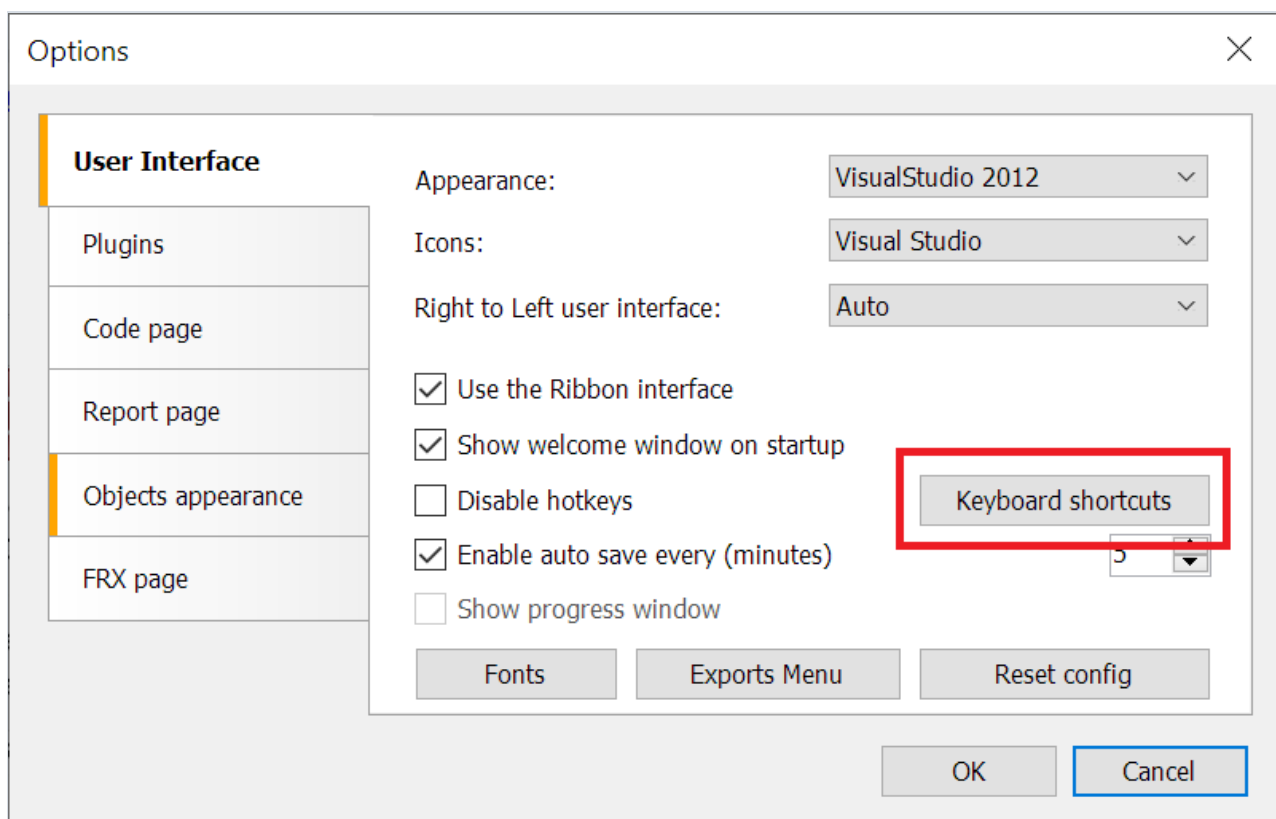 Options
User Interface
Plugins
Code page
Report page
Objects appearance
FRX page
Appearance:
VisualStudio 2012
Icons:
Visual Studio
Right to Left user interface:
Auto
Use the Ribbon interface
Show welcome window on startup
Disable hotkeys
Keyboard shortcuts
Enable auto save every (minutes)
5
Show progress window
Fonts
Exports Menu
Reset config
OK
Cancel